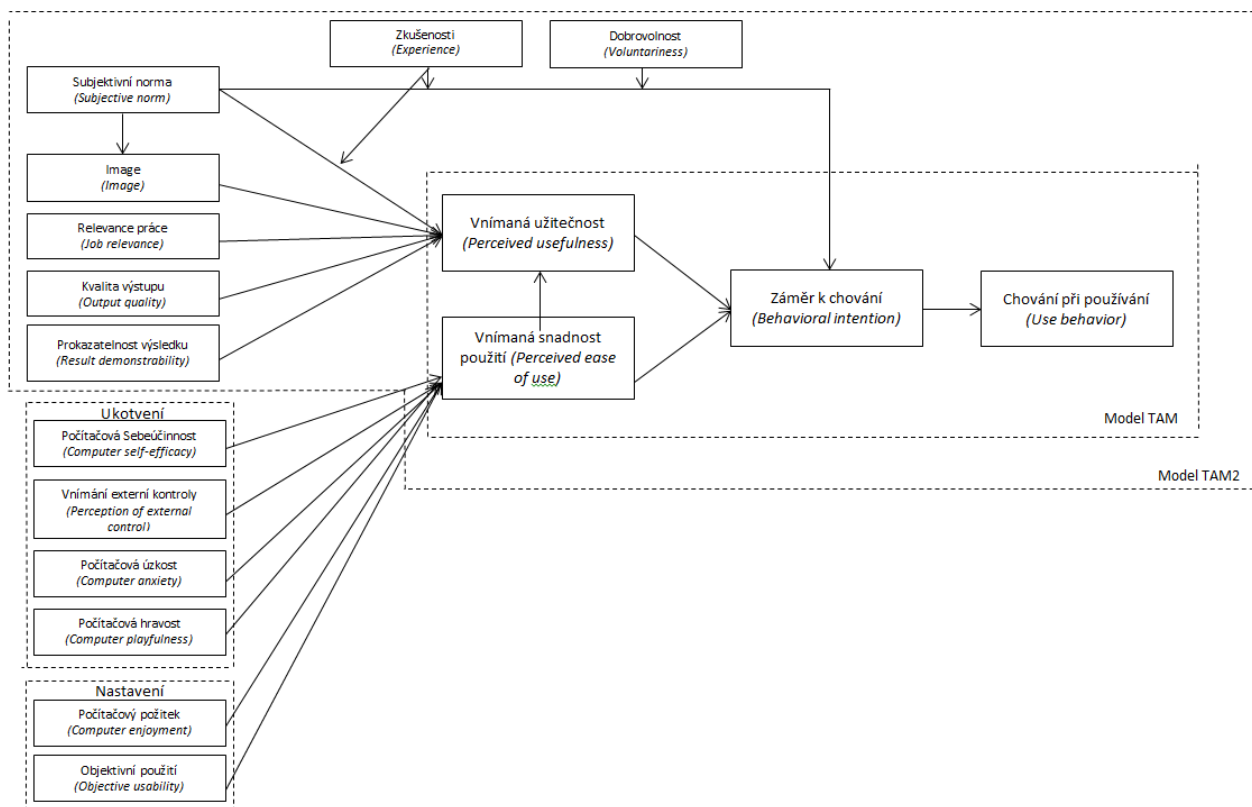 Zkušenosti
(Experience)
Dobrovolnost
(Voluntariness)
Subjektivní norma
(Subjective norm)
Image
(Image)
Relevance práce
(Job relevance)
Kvalita výstupu
(Output quality)
Prokazatelnost výsledku
(Result demonstrability)
Vnímaná užitečnost
(Perceived usefulness)
Vnímaná snadnost
použití (Perceived ease
of use)
Záměr k chování
(Behavioral intention)
Chování při používání
(Use behavior)
Model TAM
Model TAM2
Ukotvení
Počítačová Sebeúčinnost
(Computer self-efficacy)
Vnímání externí kontroly
(Perception of external
control)
Počítačová úzkost
(Computer anxiety)
Počítačová hravost
(Computer playfulness)
Nastavení
Počítačový požitek
(Computer enjoyment)
Objektivní použití
(Objective usability)